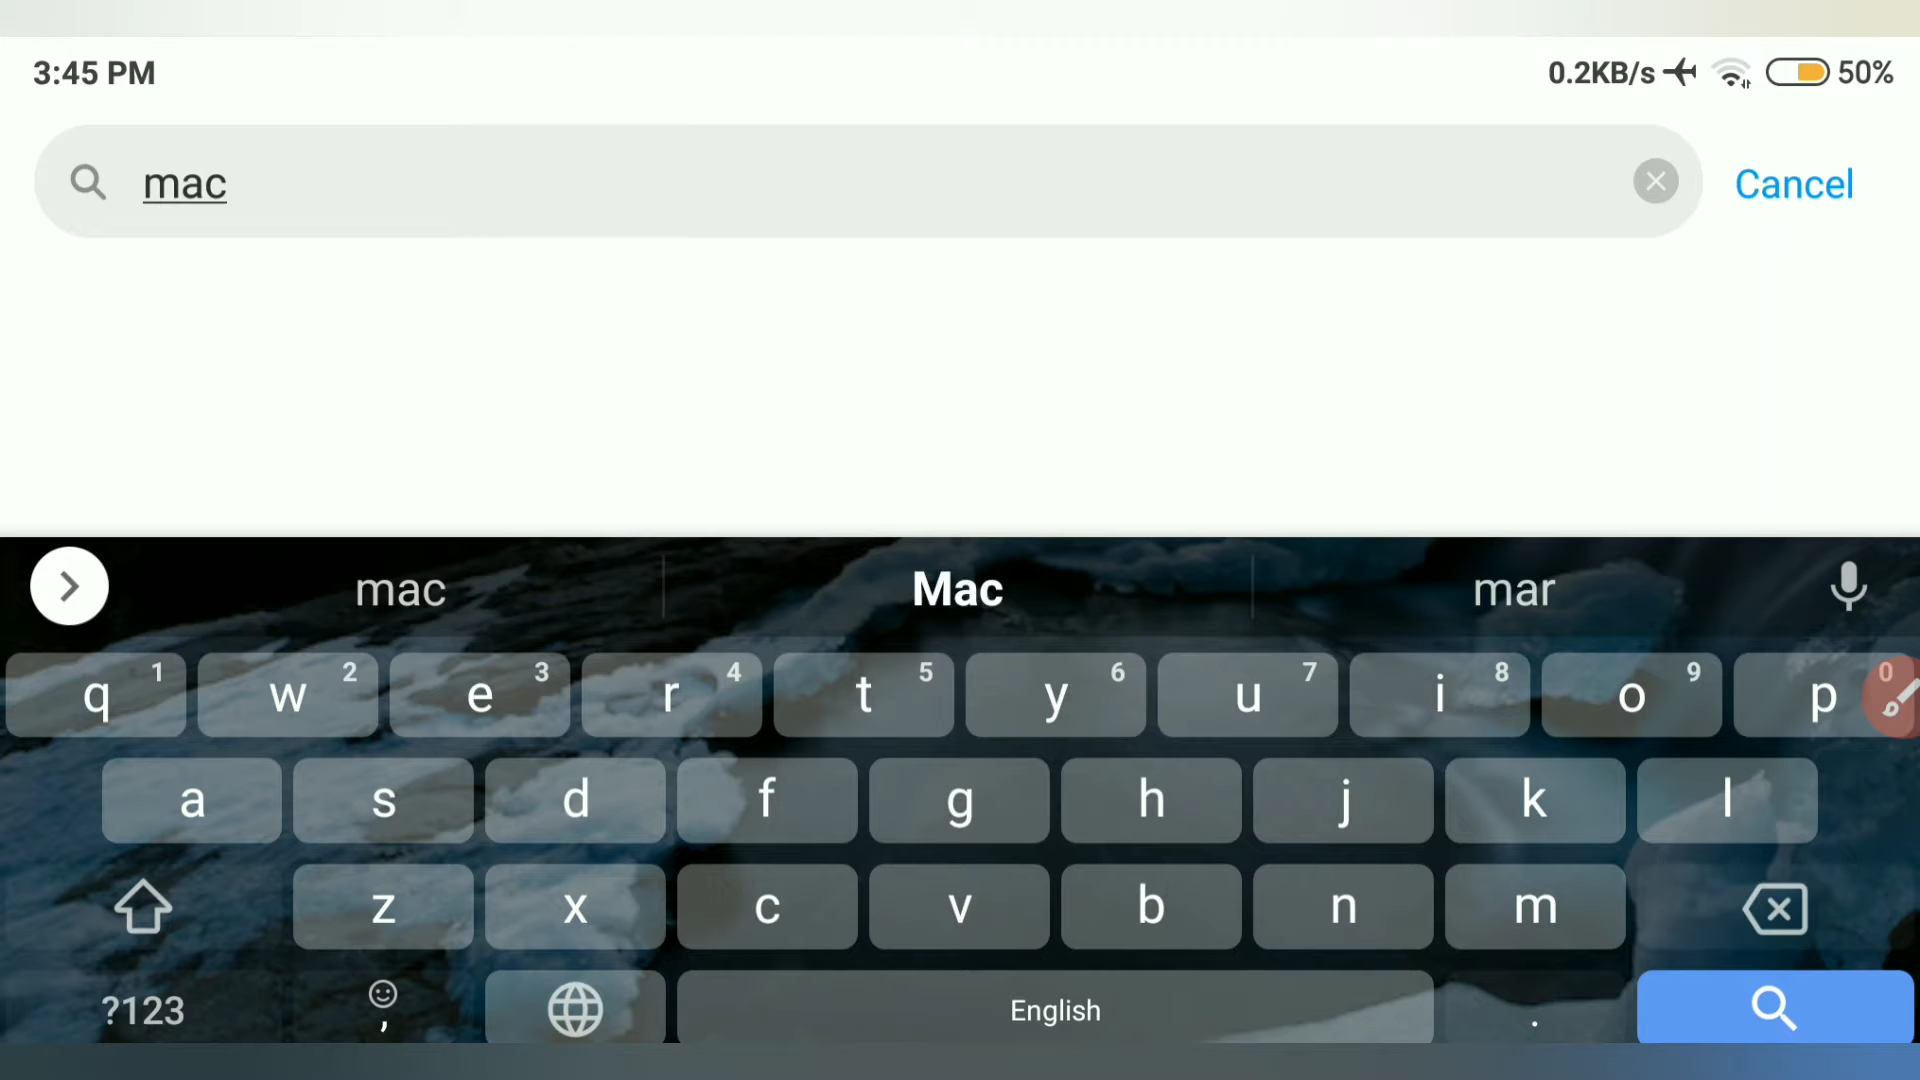 3:45 PM 0.2KB/s 50%
mac Cancel
mac Mac mar
1 2 3 4 5 6 7 8 9 0
q w e r t y u i o p
a s d f g h j k l
z x c v b n m
?123 , English .